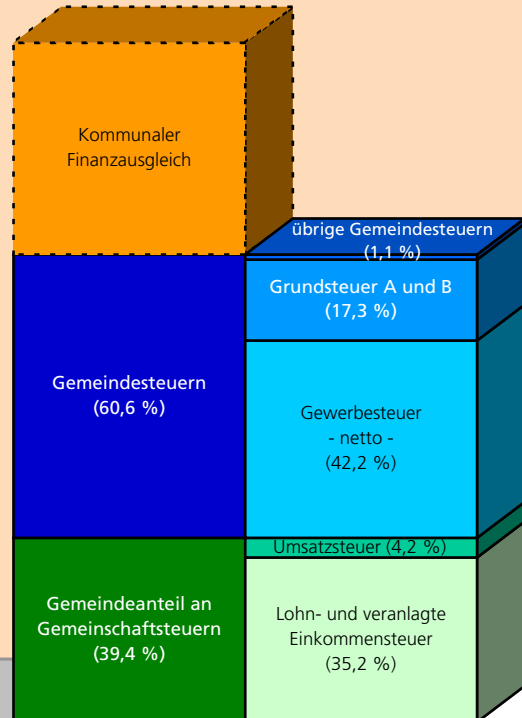 Kommunaler
Finanzausgleich
übrige Gemeindesteuern
(1,1 %)
Grundsteuer A und B
(17,3 %)
Gemeindesteuern
(60,6 %)
Gewerbesteuer
- netto -
(42,2 %)
Umsatzsteuer (4,2 %)
Gemeindeanteil an
Gemeinschaftsteuern
(39,4 %)
Lohn- und veranlagte
Einkommensteuer
(35,2 %)